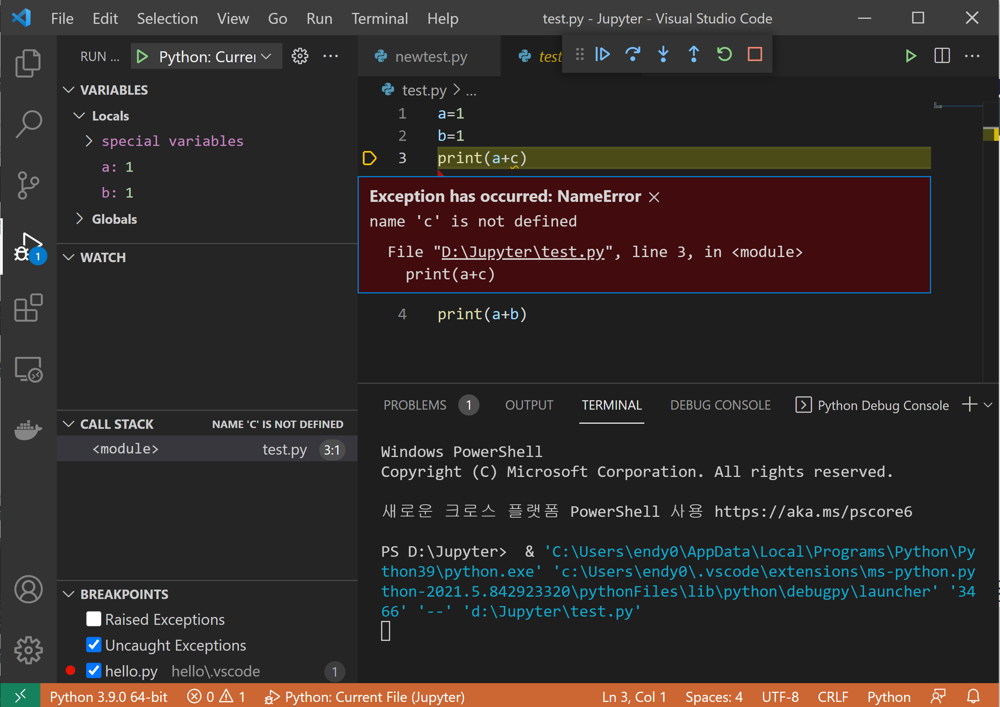 File Edit Selection View Go Run Terminal Help test.py - Jupyter - Visual Studio Code
RUN ... Python: Currer
VARIABLES
Locals
special variables
a: 1
b: 1
Globals
1
WATCH
CALL STACK NAME 'C' IS NOT DEFINED
<module> test.py 3:1
BREAKPOINTS
Raised Exceptions
Uncaught Exceptions
hello.py hello\.vscode 1
newtest.py test
test.py > ...
1 a=1
2 b=1
3 print(a+c)
Exception has occurred: NameError
name 'c' is not defined
File "D:\Jupyter\test.py", line 3, in <module>
print(a+c)
4 print(a+b)
PROBLEMS 1 OUTPUT TERMINAL DEBUG CONSOLE Python Debug Console
Windows PowerShell
Copyright (C) Microsoft Corporation. All rights reserved.
새로운 크로스 플랫폼 PowerShell 사용 https://aka.ms/pscore6
PS D:\Jupyter>  & 'C:\Users\endy0\AppData\Local\Programs\Python\Py
thon39\python.exe' 'c:\Users\endy0\.vscode\extensions\ms-python.py
thon-2021.5.842923320\pythonFiles\lib\python\debugpy\launcher' '34
66' '--' 'd:\Jupyter\test.py'
Python 3.9.0 64-bit 0 1 Python: Current File (Jupyter) Ln 3, Col 1 Spaces: 4 UTF-8 CRLF Python